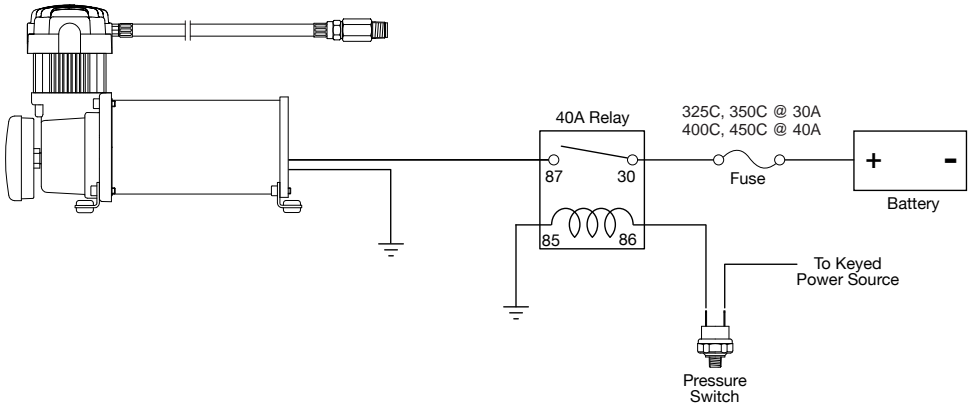 40A Relay
325C, 350C @ 30A
400C, 450C @ 40A
87
30
Fuse
+
-
Battery
85
86
To Keyed
Power Source
Pressure
Switch